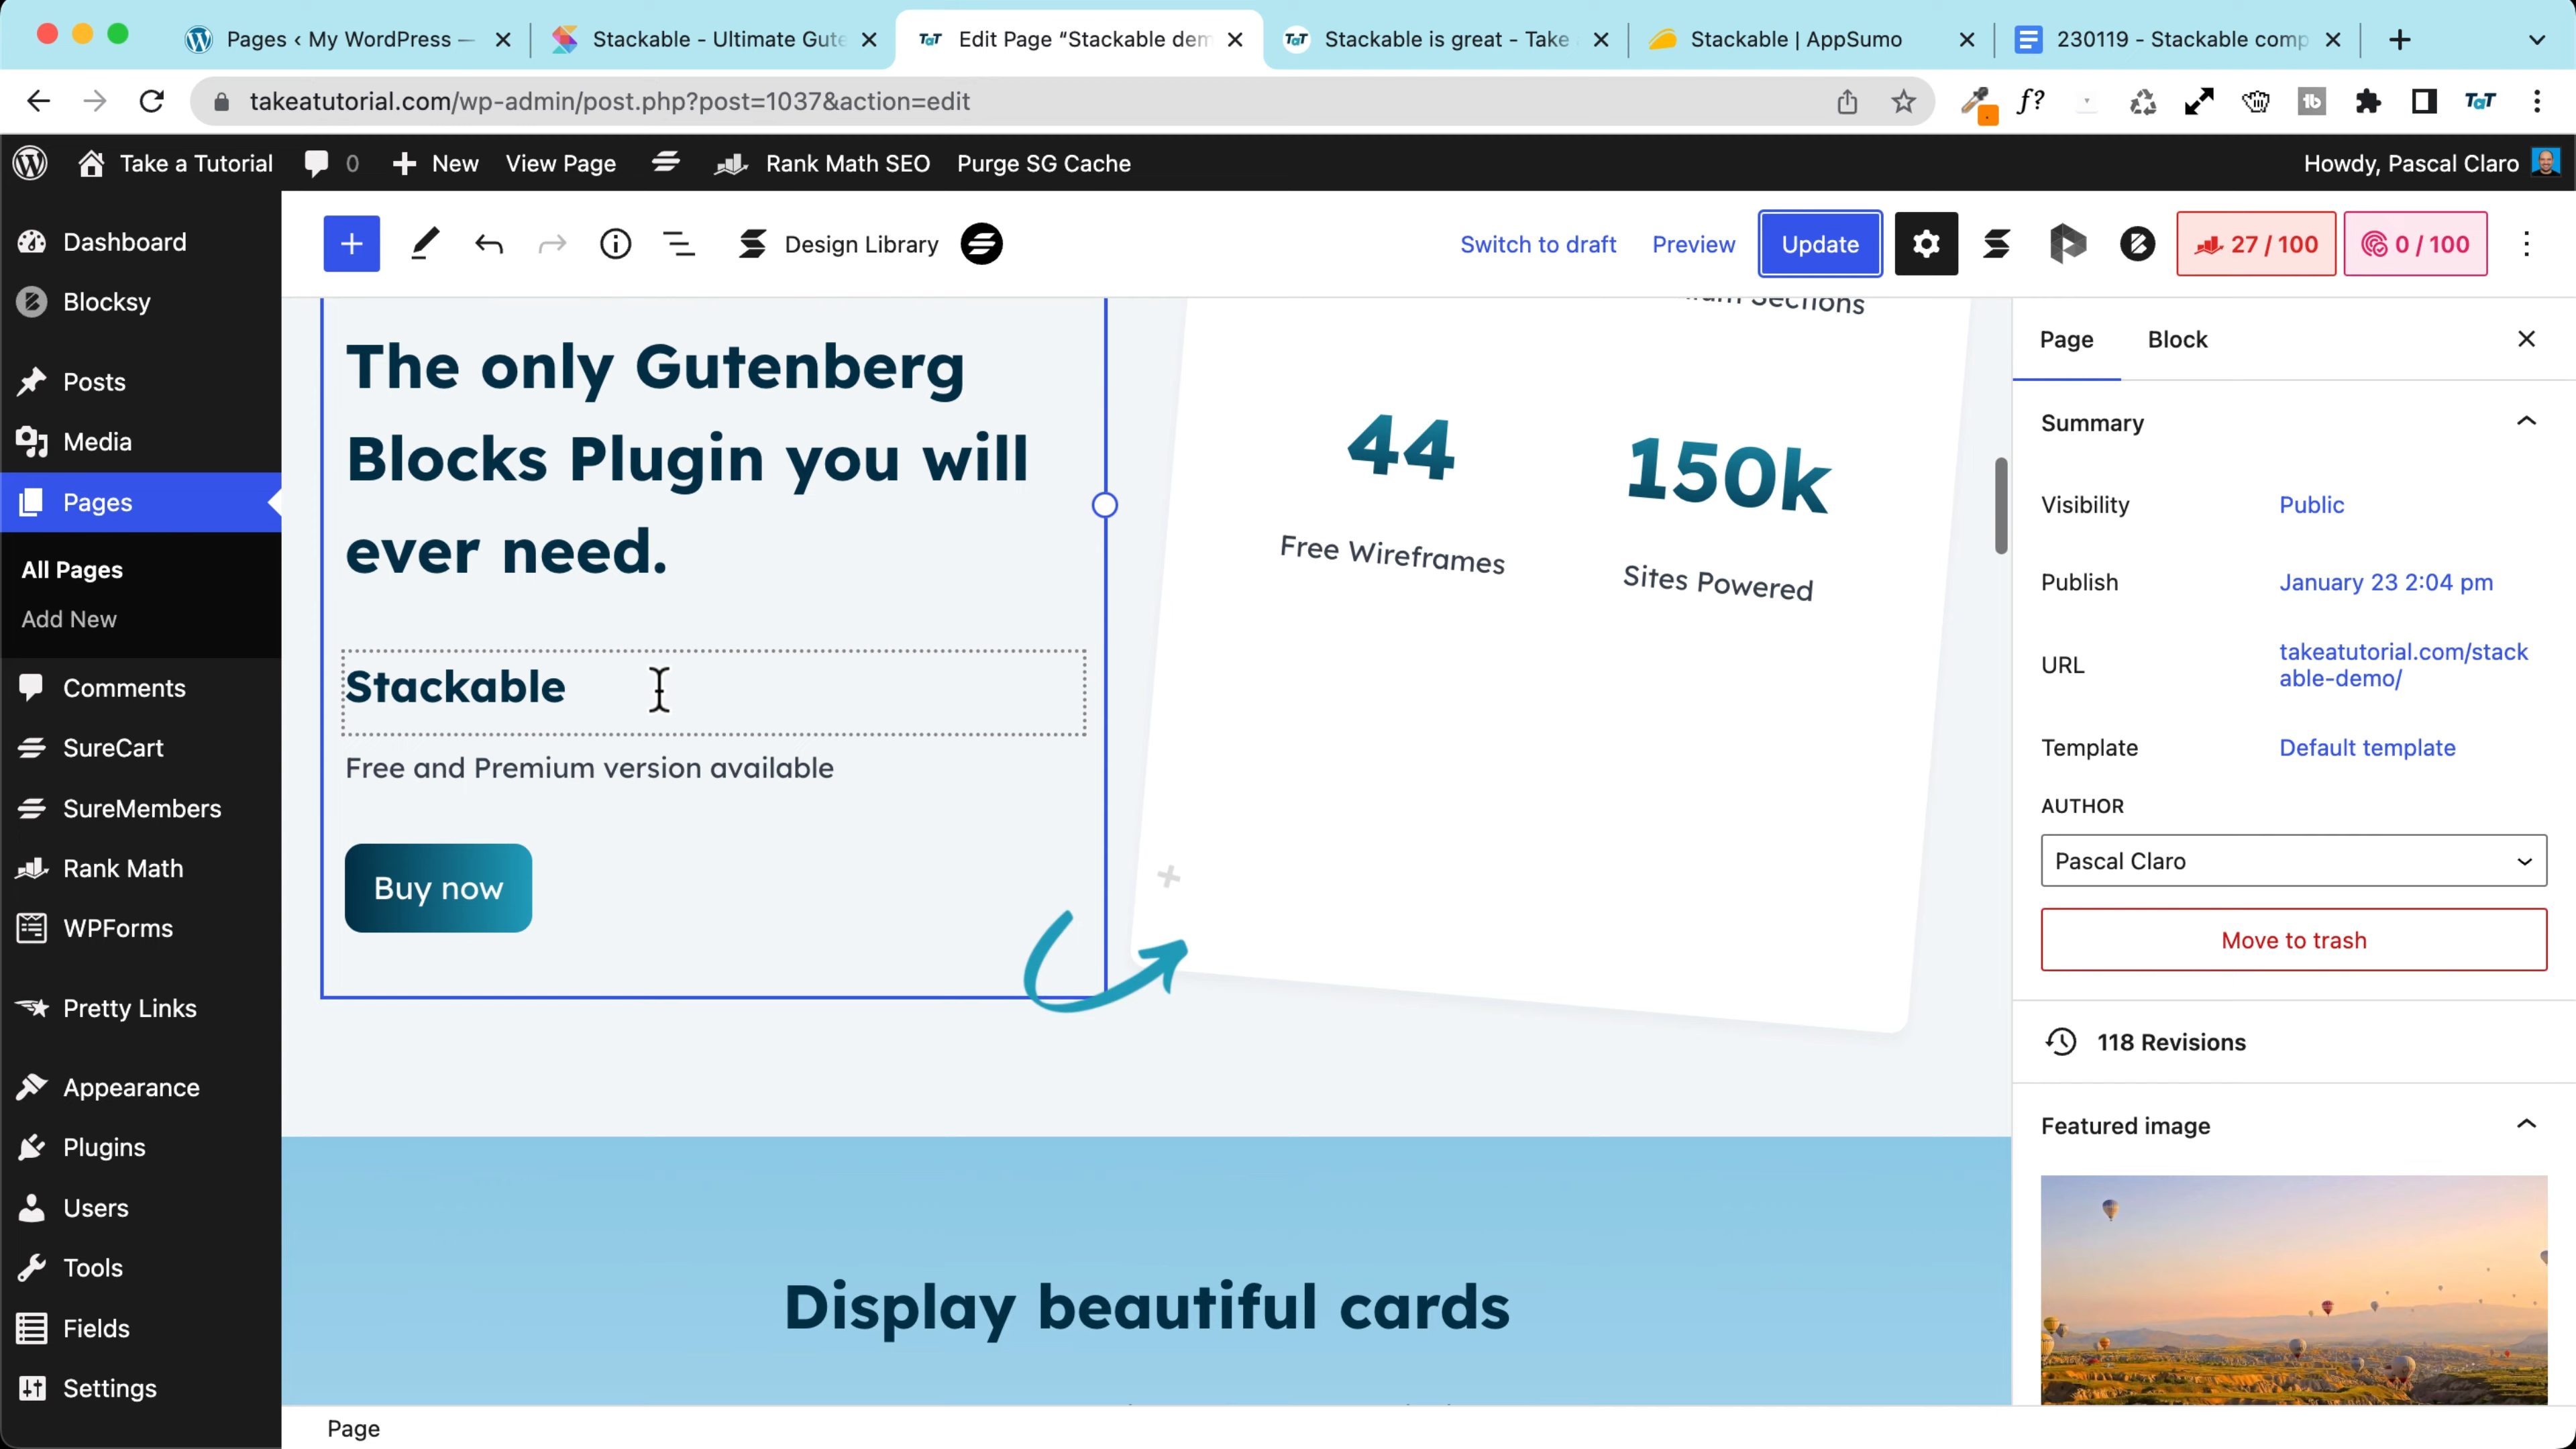 Pages ‹ My WordPress —
Stackable - Ultimate Gute
TaT Edit Page “Stackable dem
TaT Stackable is great - Take
Stackable | AppSumo
230119 - Stackable comp
takeatutorial.com/wp-admin/post.php?post=1037&action=edit
f?
tb
TaT
Take a Tutorial
0
New
View Page
Rank Math SEO
Purge SG Cache
Howdy, Pascal Claro
Dashboard
Blocksy
Posts
Media
Pages
All Pages
Add New
Comments
SureCart
SureMembers
Rank Math
WPForms
Pretty Links
Appearance
Plugins
Users
Tools
Fields
Settings
Design Library
Switch to draft
Preview
Update
27 / 100
0 / 100
The only Gutenberg
Blocks Plugin you will
ever need.
Stackable
Free and Premium version available
Buy now
Sections
44
Free Wireframes
150k
Sites Powered
Display beautiful cards
Page
Page
Block
Summary
Visibility
Public
Publish
January 23 2:04 pm
URL
takeatutorial.com/stack
able-demo/
Template
Default template
AUTHOR
Pascal Claro
Move to trash
118 Revisions
Featured image